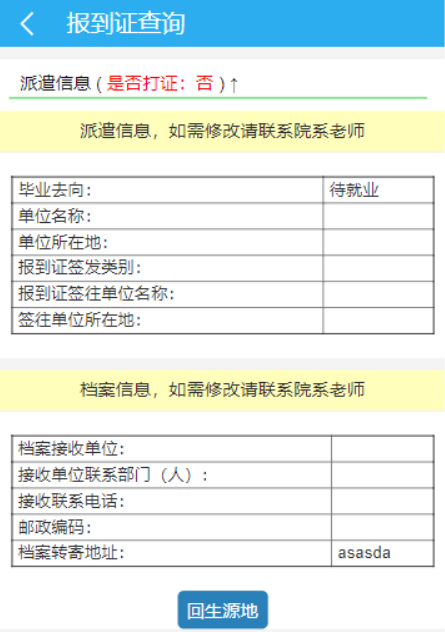 报到证查询
派遣信息 ( 是否打证：否 ) ↑
派遣信息，如需修改请联系院系老师
毕业去向: 待就业
单位名称:
单位所在地:
报到证签发类别:
报到证签往单位名称:
签往单位所在地:
档案信息，如需修改请联系院系老师
档案接收单位:
接收单位联系部门（人）:
接收联系电话:
邮政编码:
档案转寄地址: asasda
回生源地